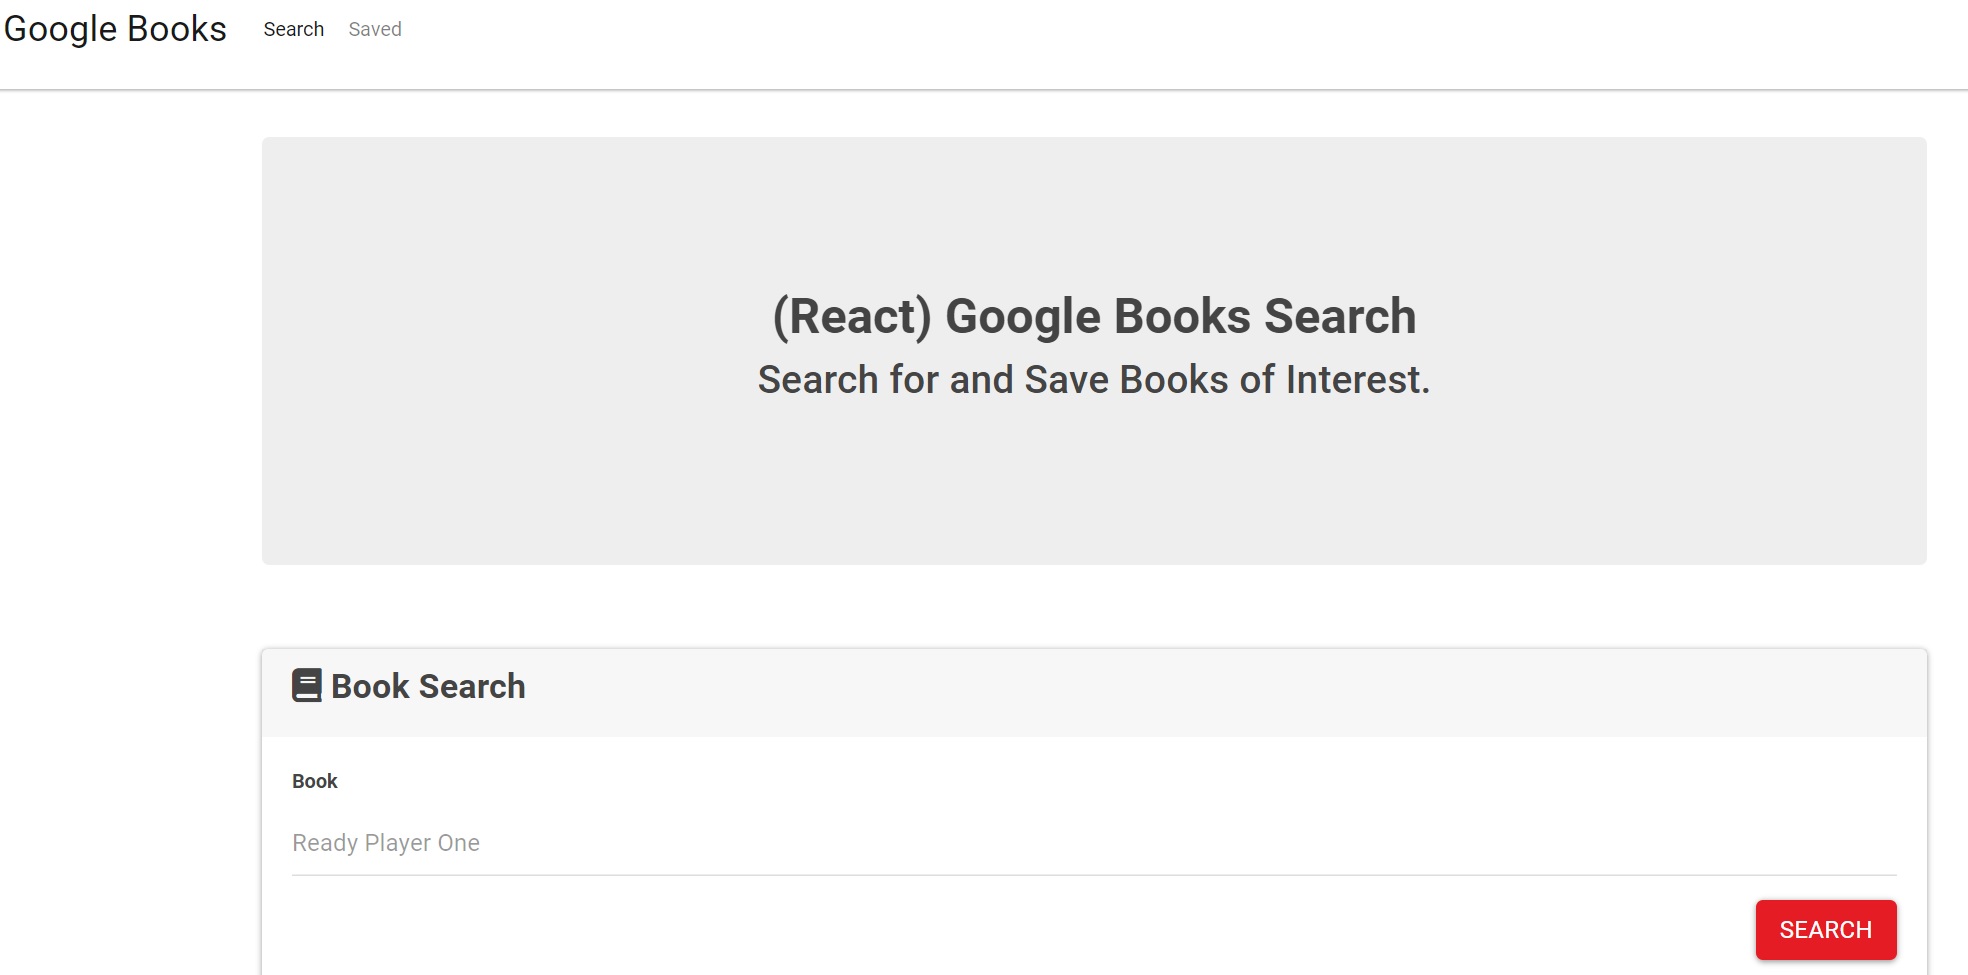 Google Books Search Saved
(React) Google Books Search
Search for and Save Books of Interest.
Book Search
Book
Ready Player One
SEARCH